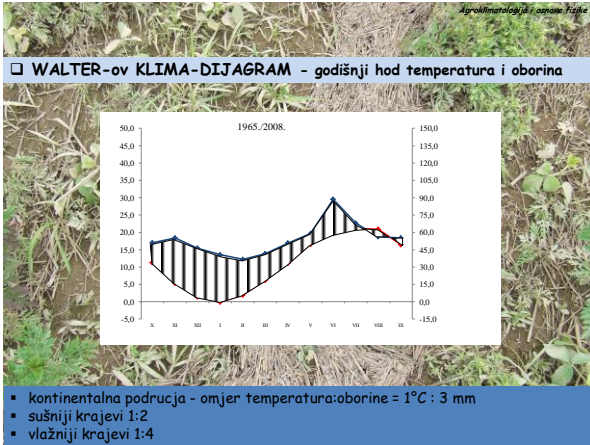 Agroklimatologija i osnove fizike
❑ WALTER-ov KLIMA-DIJAGRAM - godišnji hod temperatura i oborina
1965./2008.
50,0 150,0
45,0 135,0
40,0 120,0
35,0 105,0
30,0 90,0
25,0 75,0
20,0 60,0
15,0 45,0
10,0 30,0
5,0 15,0
0,0 0,0
-5,0 -15,0
X XI XII I II III IV V VI VII VIII IX
▪ kontinentalna podrucja - omjer temperatura:oborine = 1°C : 3 mm
▪ sušniji krajevi 1:2
▪ vlažniji krajevi 1:4